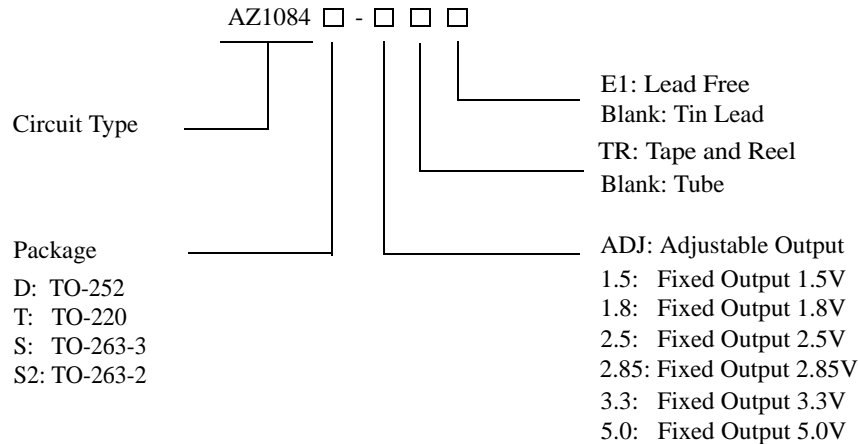 AZ1084 □ - □ □ □
Circuit Type
E1: Lead Free
Blank: Tin Lead
TR: Tape and Reel
Blank: Tube
Package
D: TO-252
T: TO-220
S: TO-263-3
S2: TO-263-2
ADJ: Adjustable Output
1.5: Fixed Output 1.5V
1.8: Fixed Output 1.8V
2.5: Fixed Output 2.5V
2.85: Fixed Output 2.85V
3.3: Fixed Output 3.3V
5.0: Fixed Output 5.0V